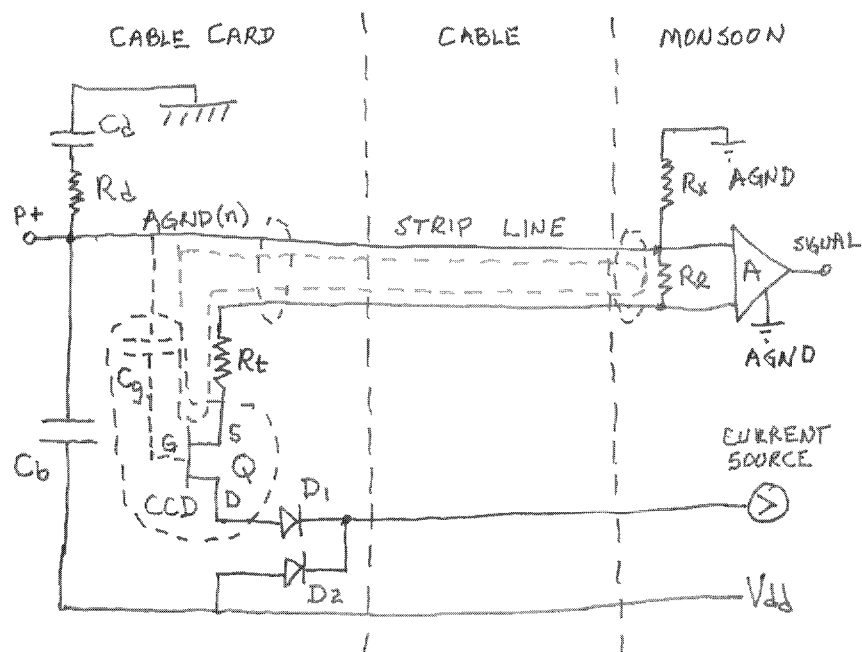 CABLE CARD
CABLE
MONSOON
Cd
Rd
Rx
AGND
P+
AGND(n)
STRIP LINE
SIGUAL
A
Rl
AGND
Rt
Cg
G
S
Q
D
CCD
Cb
D1
D2
CURRENT
SOURCE
Vdd